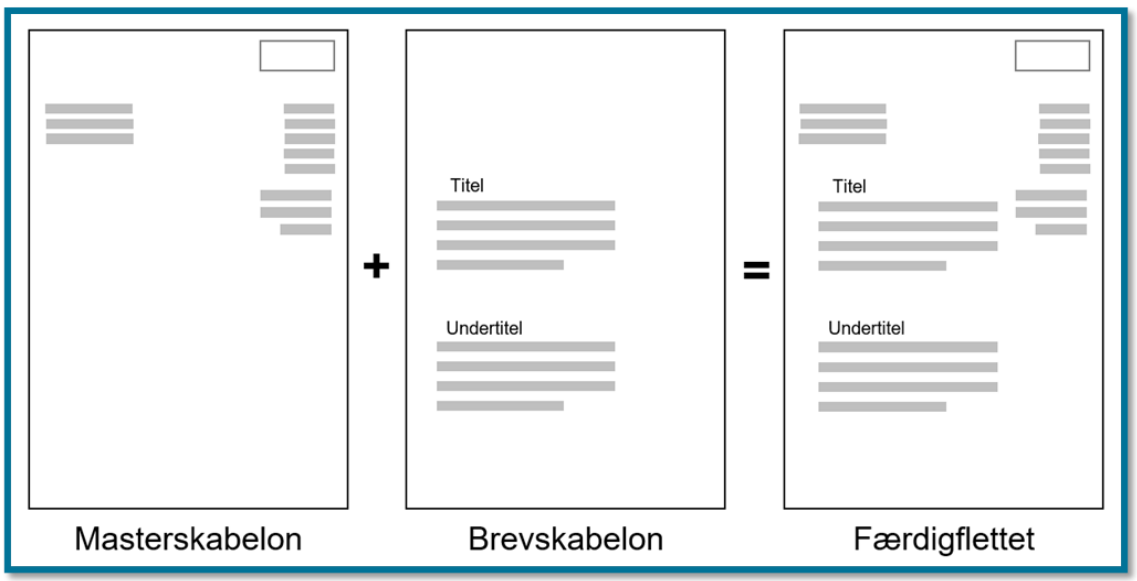 Titel
Undertitel
+
Titel
Undertitel
=
Masterskabelon
Brevskabelon
Færdigflettet